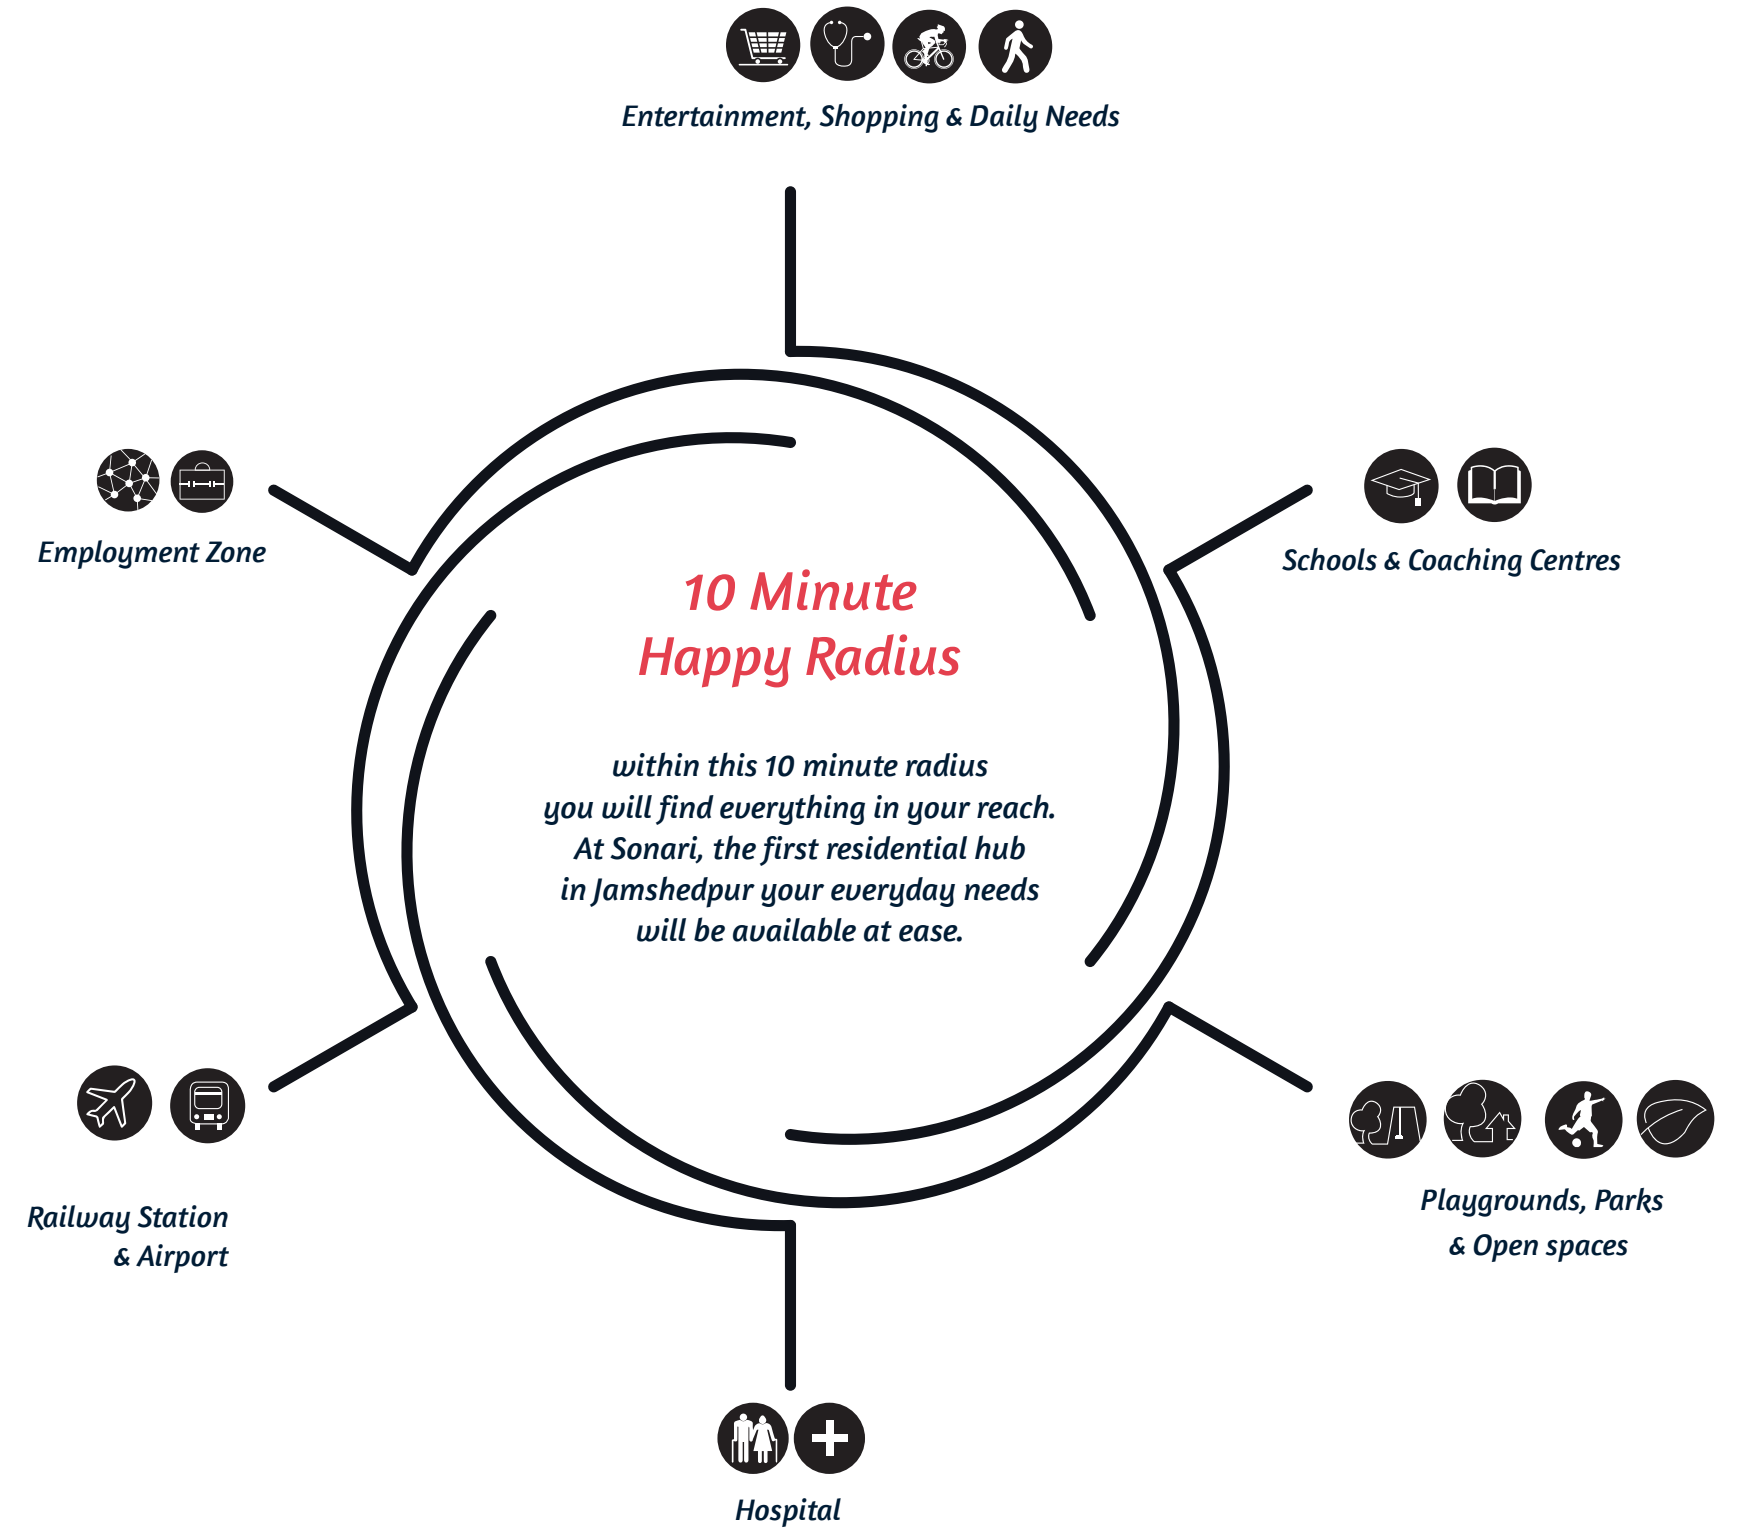 Entertainment, Shopping & Daily Needs
Employment Zone
Schools & Coaching Centres
10 Minute
Happy Radius
within this 10 minute radius
you will find everything in your reach.
At Sonari, the first residential hub
in Jamshedpur your everyday needs
will be available at ease.
Railway Station
& Airport
Playgrounds, Parks
& Open spaces
Hospital